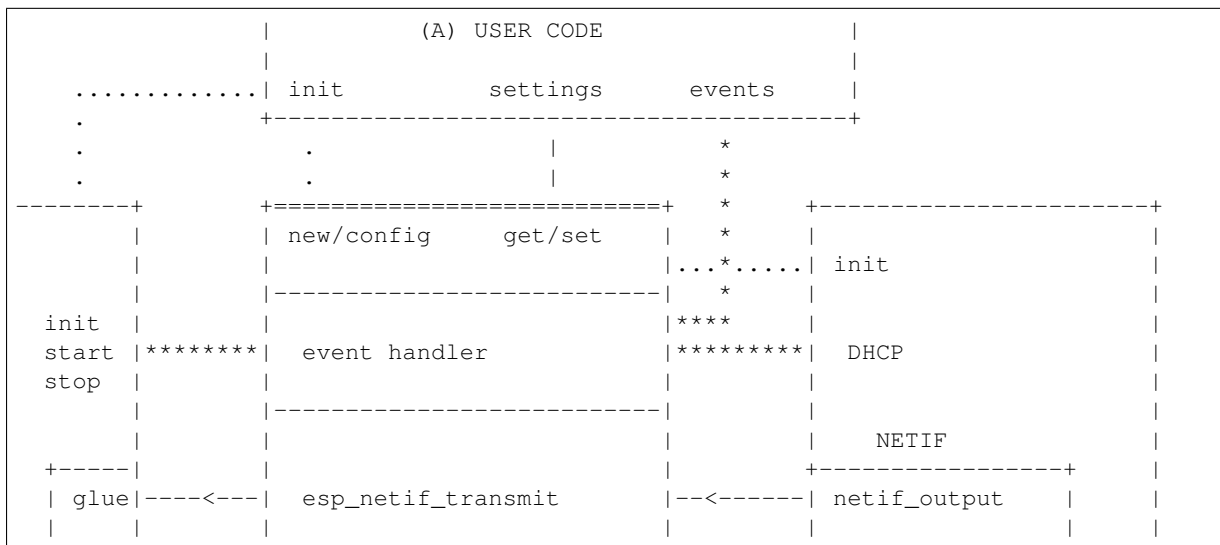 (A) USER CODE
init settings events
new/config get/set
init
init
start event handler DHCP
stop
NETIF
glue esp_netif_transmit netif_output